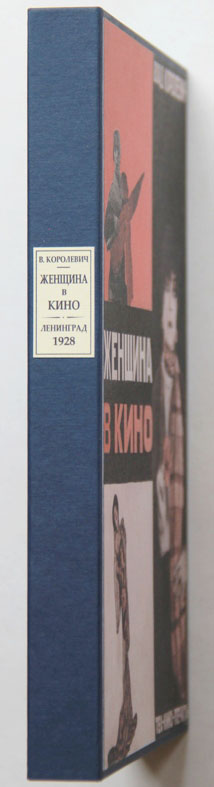 В. КОРОЛЕВИЧ
ЖЕНЩИНА
В
КИНО
ЛЕНИНГРАД
1928
ЖЕНЩИНА
В КИНО